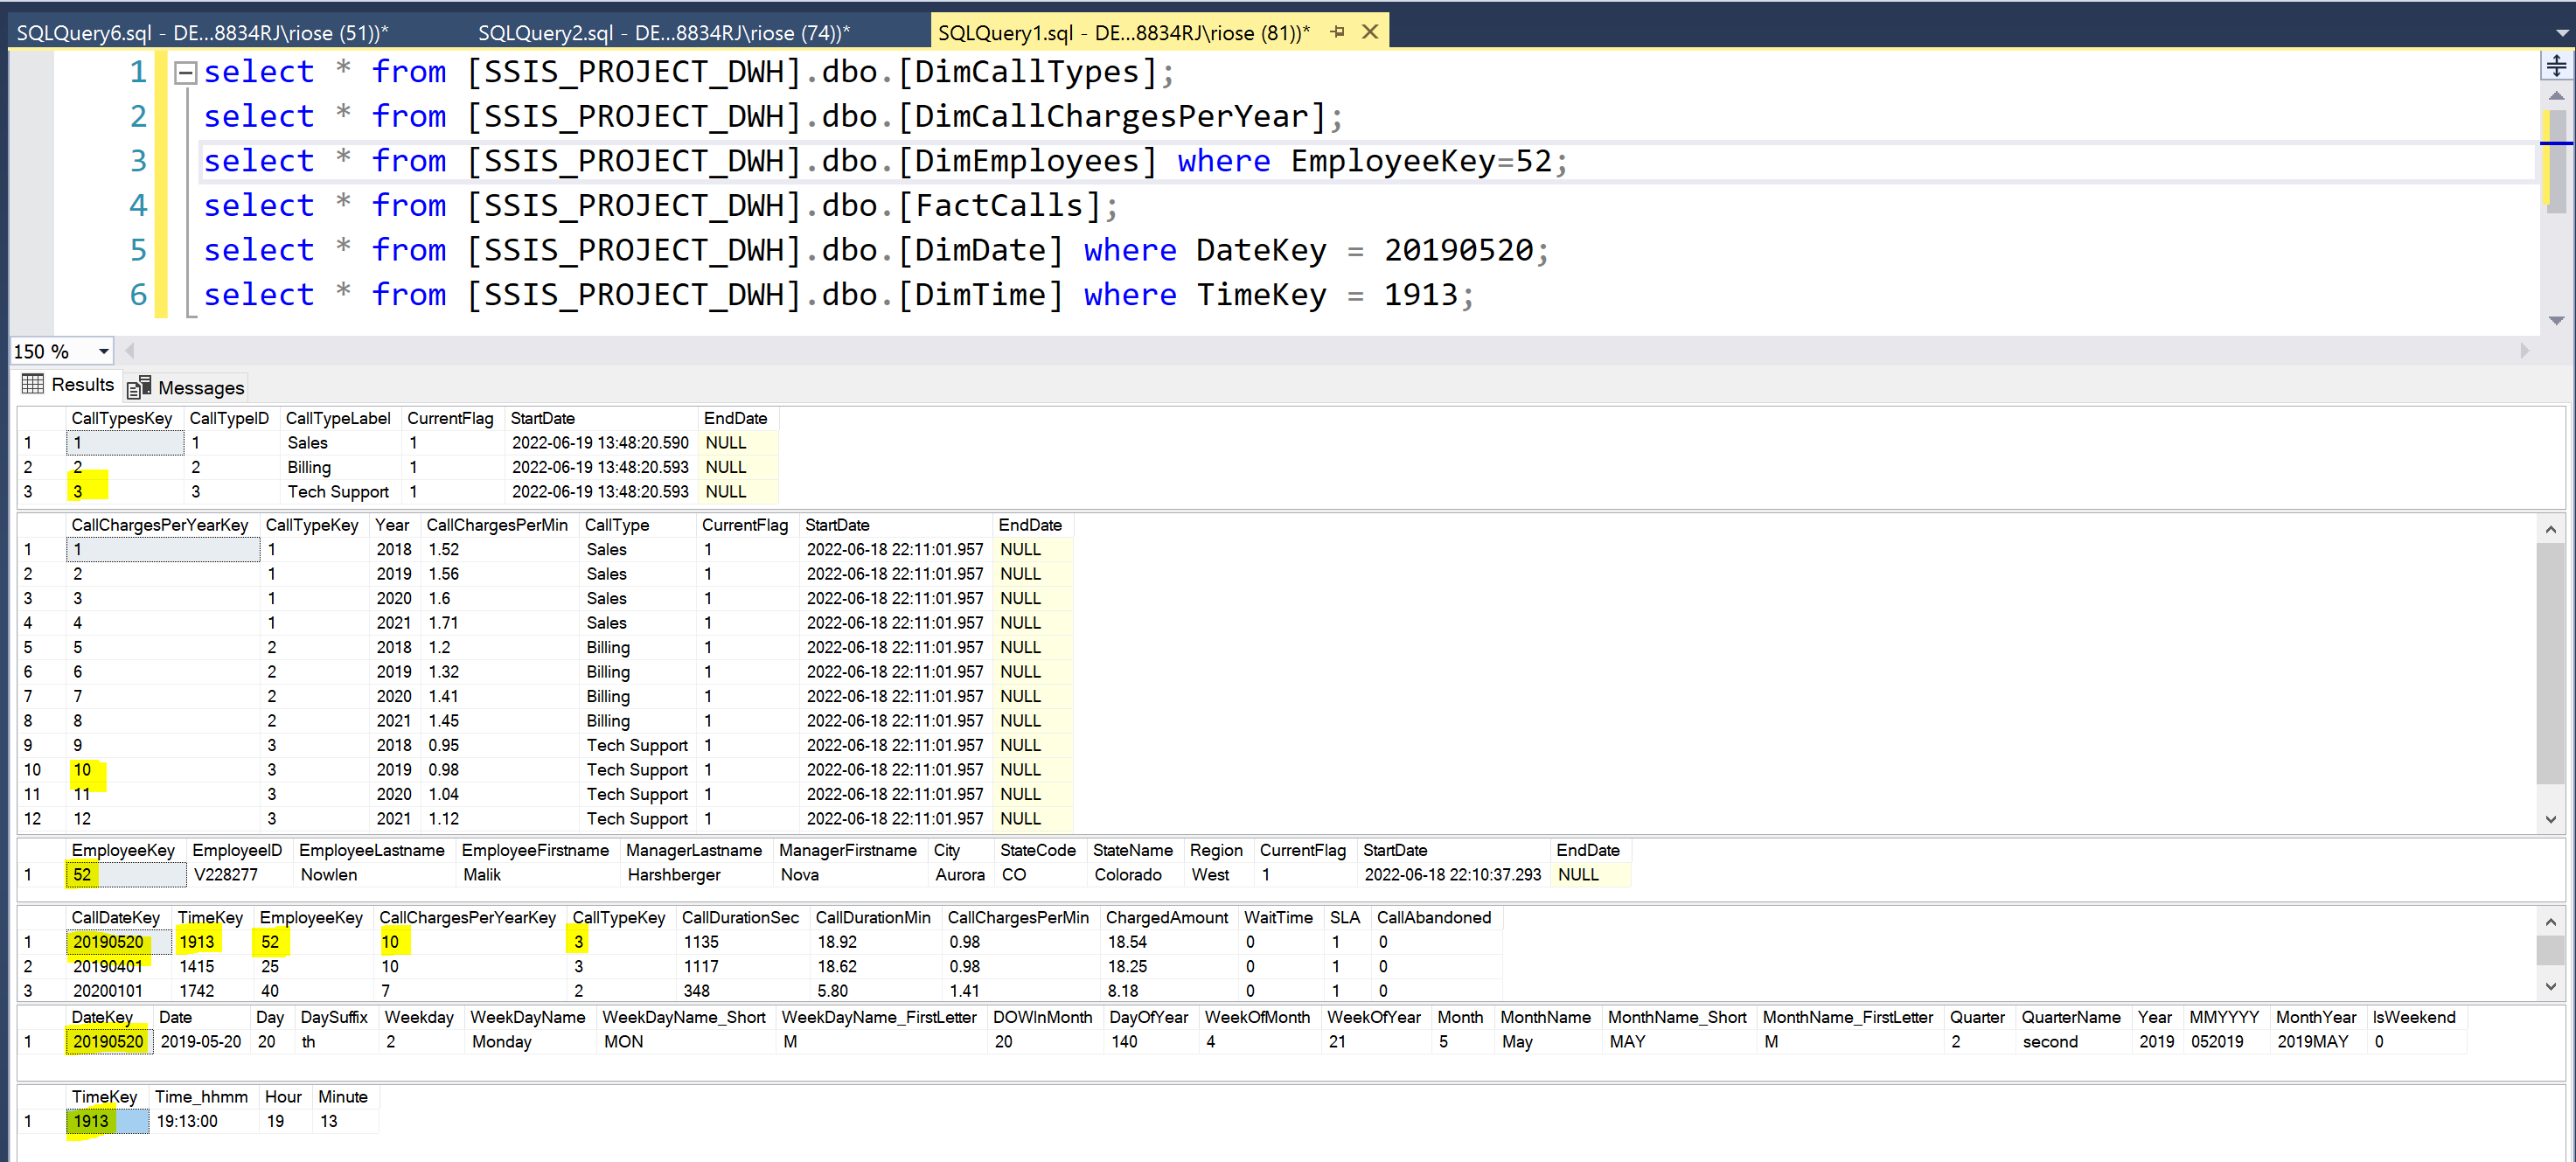 SQLQuery6.sql - DE...8834RJ\riose (51))* SQLQuery2.sql - DE...8834RJ\riose (74))* SQLQuery1.sql - DE...8834RJ\riose (81))*
1 select * from [SSIS_PROJECT_DWH].dbo.[DimCallTypes];
2 select * from [SSIS_PROJECT_DWH].dbo.[DimCallChargesPerYear];
3 select * from [SSIS_PROJECT_DWH].dbo.[DimEmployees] where EmployeeKey=52;
4 select * from [SSIS_PROJECT_DWH].dbo.[FactCalls];
5 select * from [SSIS_PROJECT_DWH].dbo.[DimDate] where DateKey = 20190520;
6 select * from [SSIS_PROJECT_DWH].dbo.[DimTime] where TimeKey = 1913;
150 %
Results Messages
CallTypesKey CallTypeID CallTypeLabel CurrentFlag StartDate EndDate
1 1 1 Sales 1 2022-06-19 13:48:20.590 NULL
2 2 2 Billing 1 2022-06-19 13:48:20.593 NULL
3 3 3 Tech Support 1 2022-06-19 13:48:20.593 NULL
CallChargesPerYearKey CallTypeKey Year CallChargesPerMin CallType CurrentFlag StartDate EndDate
1 1 1 2018 1.52 Sales 1 2022-06-18 22:11:01.957 NULL
2 2 1 2019 1.56 Sales 1 2022-06-18 22:11:01.957 NULL
3 3 1 2020 1.6 Sales 1 2022-06-18 22:11:01.957 NULL
4 4 1 2021 1.71 Sales 1 2022-06-18 22:11:01.957 NULL
5 5 2 2018 1.2 Billing 1 2022-06-18 22:11:01.957 NULL
6 6 2 2019 1.32 Billing 1 2022-06-18 22:11:01.957 NULL
7 7 2 2020 1.41 Billing 1 2022-06-18 22:11:01.957 NULL
8 8 2 2021 1.45 Billing 1 2022-06-18 22:11:01.957 NULL
9 9 3 2018 0.95 Tech Support 1 2022-06-18 22:11:01.957 NULL
10 10 3 2019 0.98 Tech Support 1 2022-06-18 22:11:01.957 NULL
11 11 3 2020 1.04 Tech Support 1 2022-06-18 22:11:01.957 NULL
12 12 3 2021 1.12 Tech Support 1 2022-06-18 22:11:01.957 NULL
EmployeeKey EmployeeID EmployeeLastname EmployeeFirstname ManagerLastname ManagerFirstname City StateCode StateName Region CurrentFlag StartDate EndDate
1 52 V228277 Nowlen Malik Harshberger Nova Aurora CO Colorado West 1 2022-06-18 22:10:37.293 NULL
CallDateKey TimeKey EmployeeKey CallChargesPerYearKey CallTypeKey CallDurationSec CallDurationMin CallChargesPerMin ChargedAmount WaitTime SLA CallAbandoned
1 20190520 1913 52 10 3 1135 18.92 0.98 18.54 0 1 0
2 20190401 1415 25 10 3 1117 18.62 0.98 18.25 0 1 0
3 20200101 1742 40 7 2 348 5.80 1.41 8.18 0 1 0
DateKey Date Day DaySuffix Weekday WeekDayName WeekDayName_Short WeekDayName_FirstLetter DOWInMonth DayOfYear WeekOfMonth WeekOfYear Month MonthName MonthName_Short MonthName_FirstLetter Quarter QuarterName Year MMYYYY MonthYear IsWeekend
1 20190520 2019-05-20 20 th 2 Monday MON M 20 140 4 21 5 May MAY M 2 second 2019 052019 2019MAY 0
TimeKey Time_hhmm Hour Minute
1 1913 19:13:00 19 13